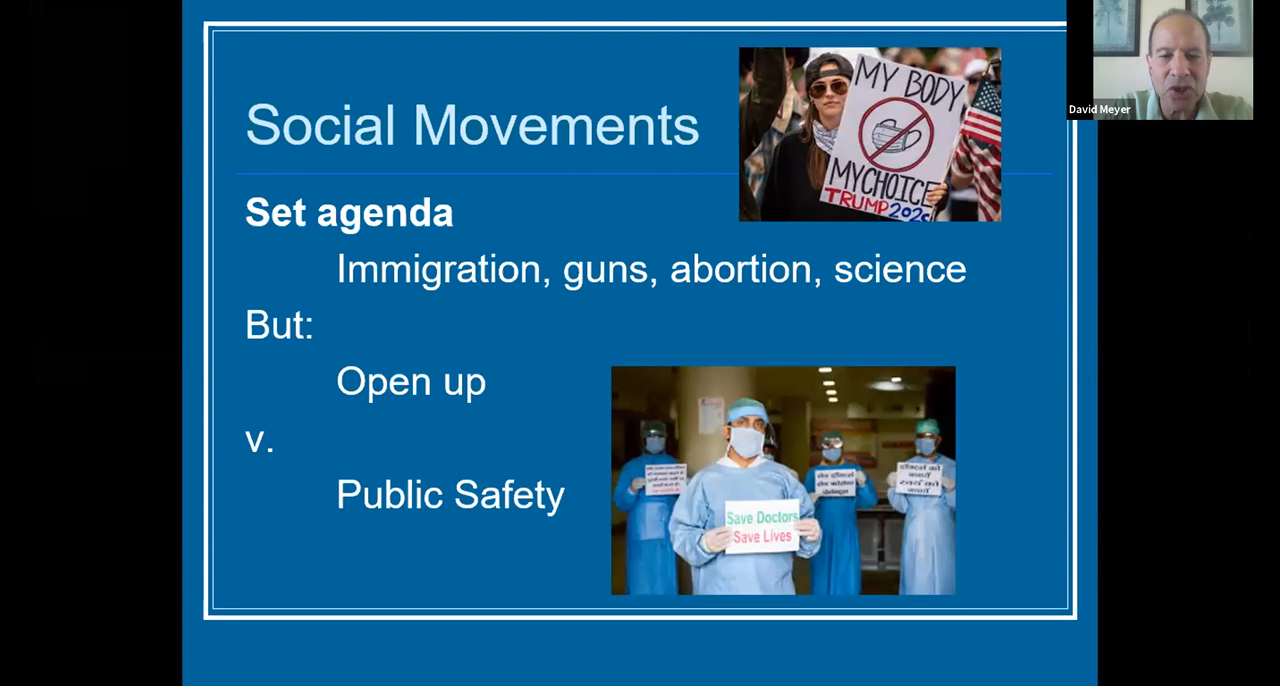 Social Movements
Set agenda
Immigration, guns, abortion, science
But:
Open up
v.
Public Safety
MY BODY
MY CHOICE
TRUMP 2020
Save Doctors
Save Lives
David Meyer